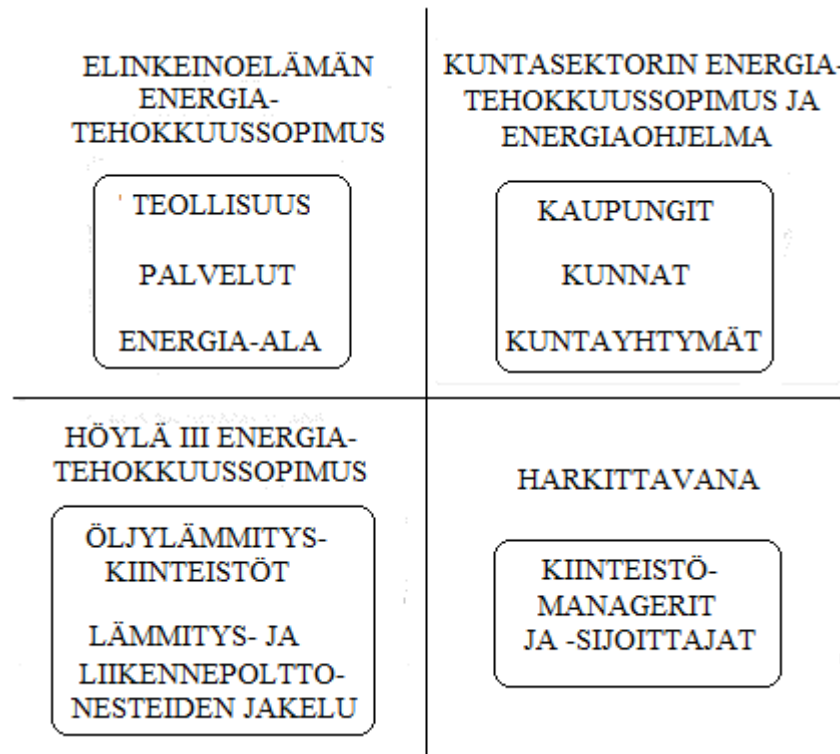 ELINKEINOELÄMÄN
ENERGIA-
TEHOKKUUSSOPIMUS
TEOLLISUUS
PALVELUT
ENERGIA-ALA
KUNTASEKTORIN ENERGIA-
TEHOKKUUSSOPIMUS JA
ENERGIAOHJELMA
KAUPUNGIT
KUNNAT
KUNTAYHTYMÄT
HÖYLÄ III ENERGIA-
TEHOKKUUSSOPIMUS
ÖLJYLÄMMITYS-
KIINTEISTÖT
LÄMMITYS- JA
LIIKENNEPOLTTO-
NESTEIDEN JAKELU
HARKITTAVANA
KIINTEISTÖ-
MANAGERIT
JA -SIJOITTAJAT